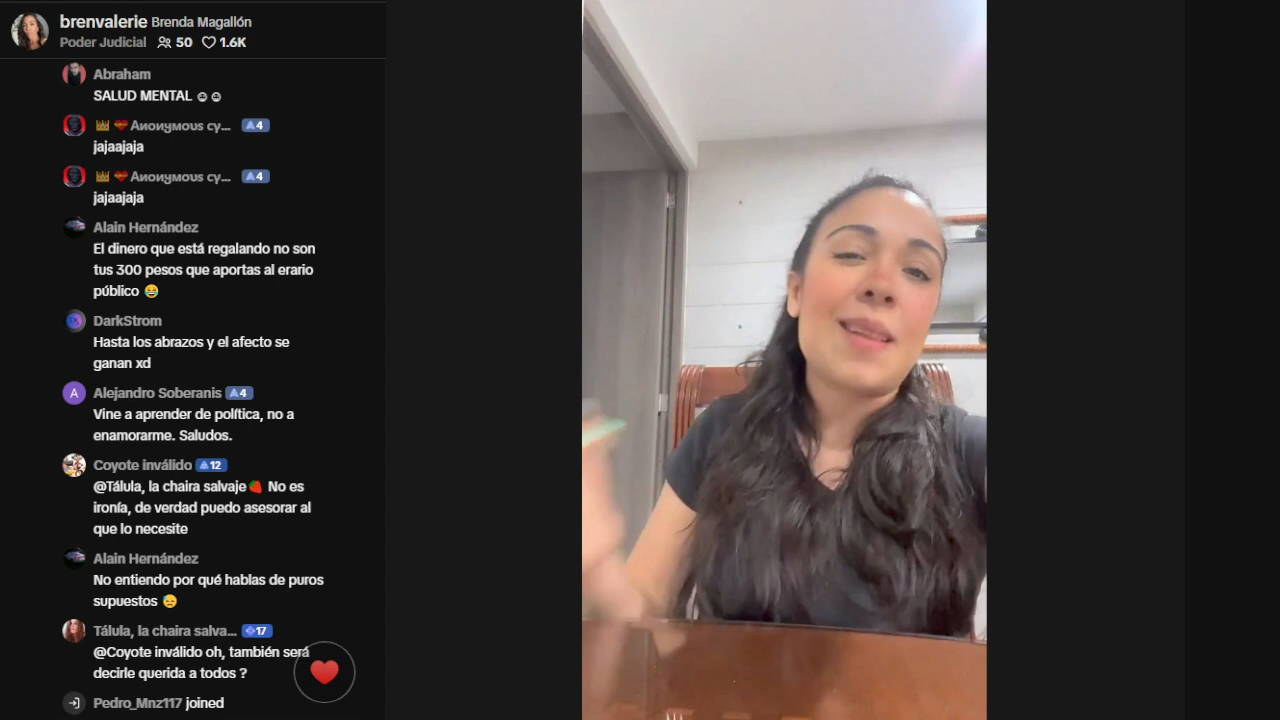 brenvalerie Brenda Magallón
Poder Judicial 50 1.6K
Abraham
SALUD MENTAL
Anonymous cy... 4
jajaajaja
Anonymous cy... 4
jajaajaja
Alain Hernández
El dinero que está regalando no son
tus 300 pesos que aportas al erario
público 😂
DarkStrom
Hasta los abrazos y el afecto se
ganan xd
A Alejandro Soberanis 4
Vine a aprender de política, no a
enamorarme. Saludos.
Coyote inválido 12
@Tálula, la chaira salvaje🍓 No es
ironía, de verdad puedo asesorar al
que lo necesite
Alain Hernández
No entiendo por qué hablas de puros
supuestos 😓
Tálula, la chaira salva... 17
@Coyote inválido oh, también será
decirle querida a todos ?
Pedro_Mnz117 joined